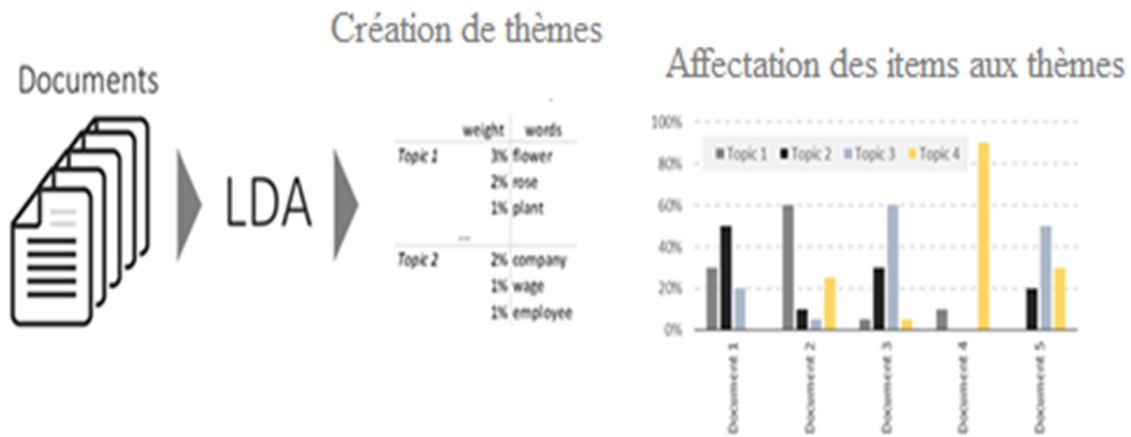 Création de thèmes
Affectation des items aux thèmes
Documents
LDA
weight words
Topic 1 3% flower
2% rose
1% plant
...
Topic 2 2% company
1% wage
1% employee
100%
Topic 1 Topic 2 Topic 3 Topic 4
80%
60%
40%
20%
0%
Document 1
Document 2
Document 3
Document 4
Document 5